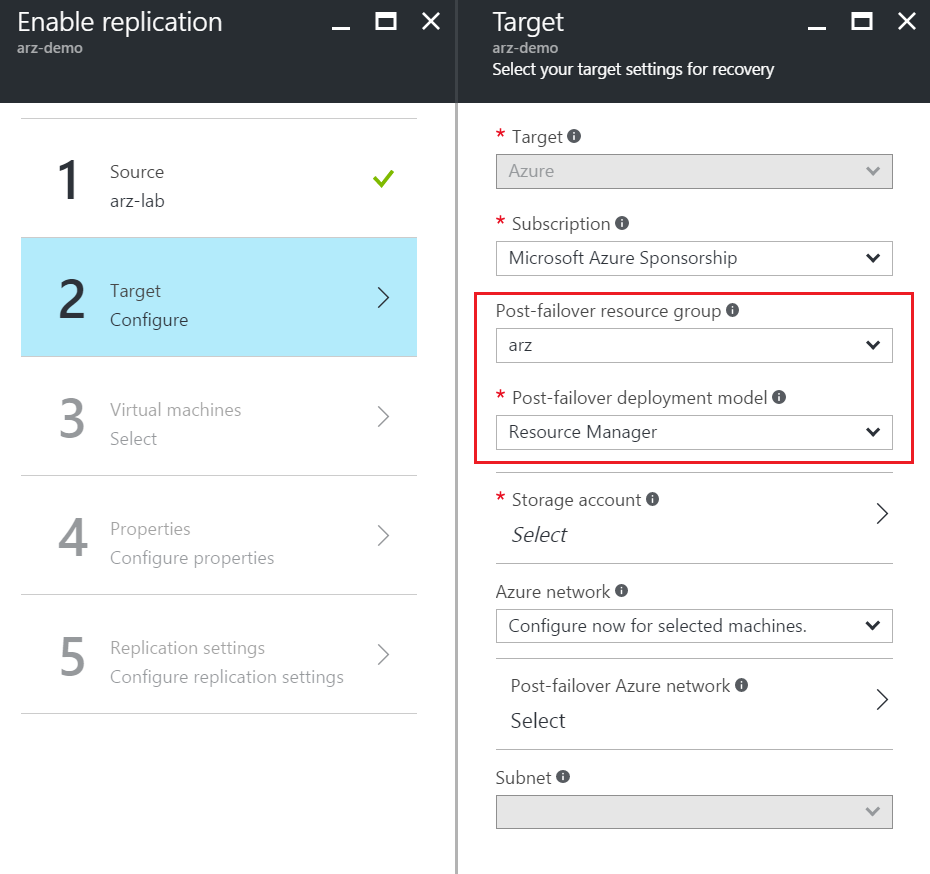 Enable replication
arz-demo
1
Source
arz-lab
2
Target
Configure
3
Virtual machines
Select
4
Properties
Configure properties
5
Replication settings
Configure replication settings
Target
arz-demo
Select your target settings for recovery
* Target
Azure
* Subscription
Microsoft Azure Sponsorship
Post-failover resource group
arz
* Post-failover deployment model
Resource Manager
* Storage account
Select
Azure network
Configure now for selected machines.
Post-failover Azure network
Select
Subnet